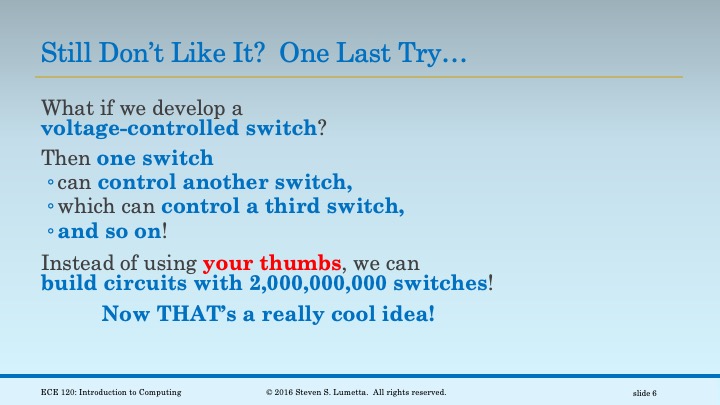 Still Don’t Like It?  One Last Try…
What if we develop a
voltage-controlled switch?
Then one switch
◦can control another switch,
◦which can control a third switch,
◦and so on!
Instead of using your thumbs, we can
build circuits with 2,000,000,000 switches!
Now THAT’s a really cool idea!
ECE 120: Introduction to Computing © 2016 Steven S. Lumetta.  All rights reserved. slide 6